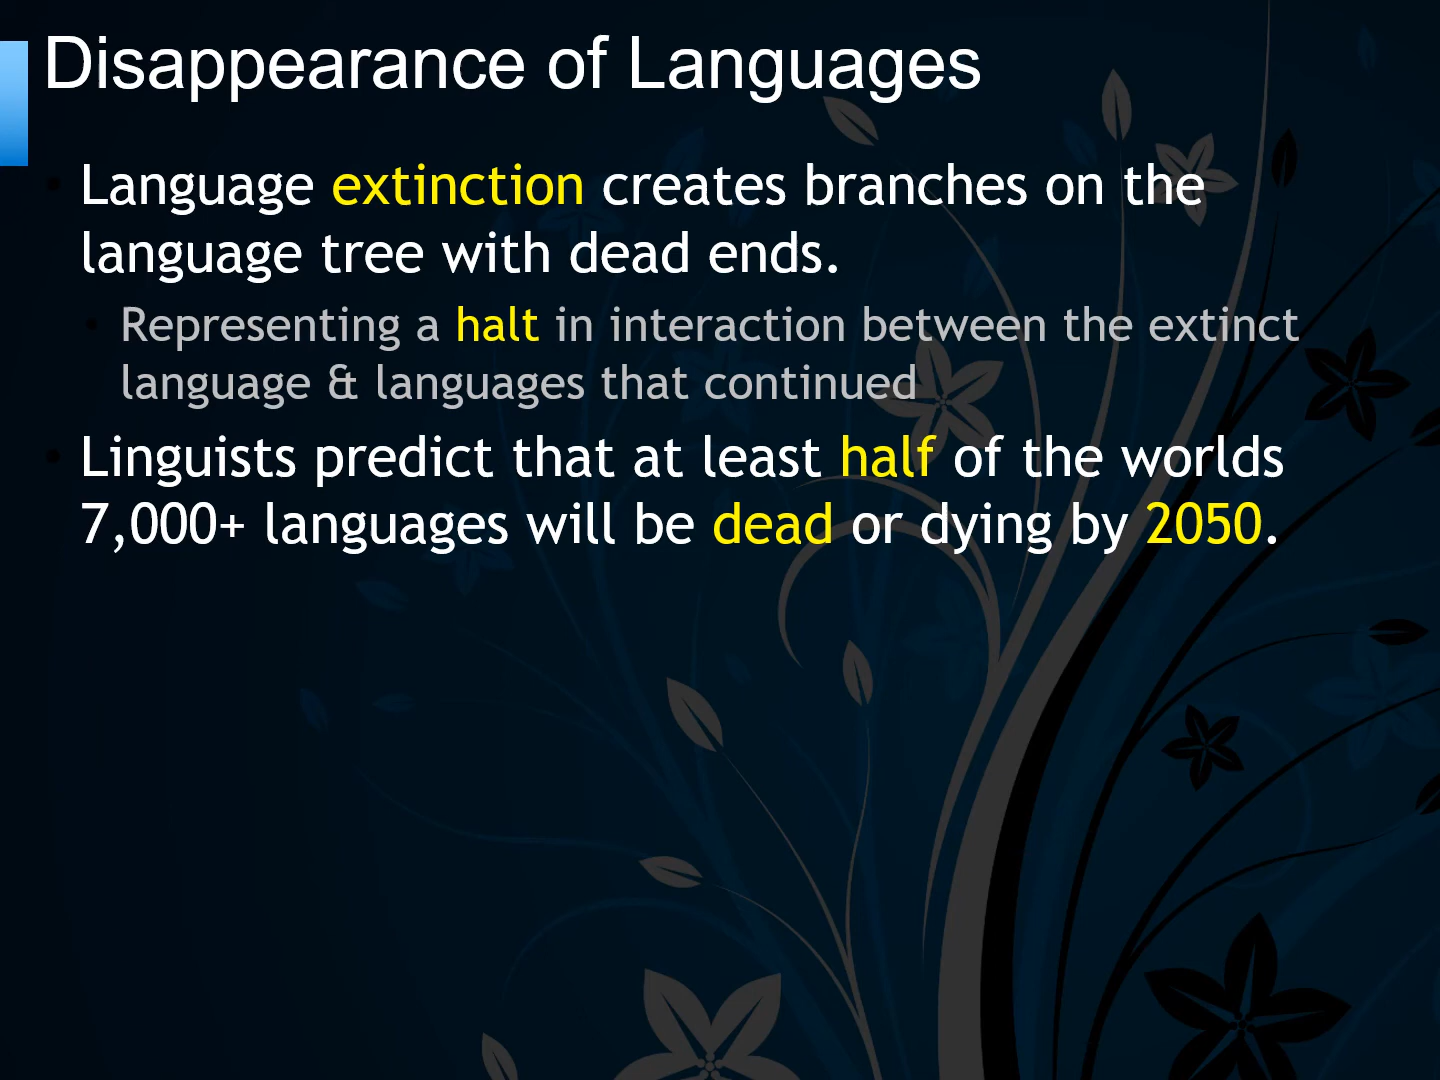 Disappearance of Languages
• Language extinction creates branches on the
language tree with dead ends.
• Representing a halt in interaction between the extinct
language & languages that continued
• Linguists predict that at least half of the worlds
7,000+ languages will be dead or dying by 2050.